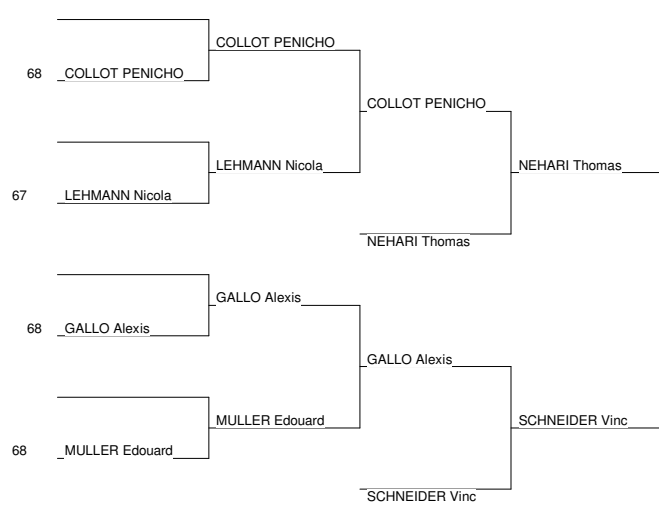 COLLOT PENICHO
68 COLLOT PENICHO
COLLOT PENICHO
LEHMANN Nicola
NEHARI Thomas
67 LEHMANN Nicola
NEHARI Thomas
GALLO Alexis
68 GALLO Alexis
GALLO Alexis
MULLER Edouard
SCHNEIDER Vinc
68 MULLER Edouard
SCHNEIDER Vinc